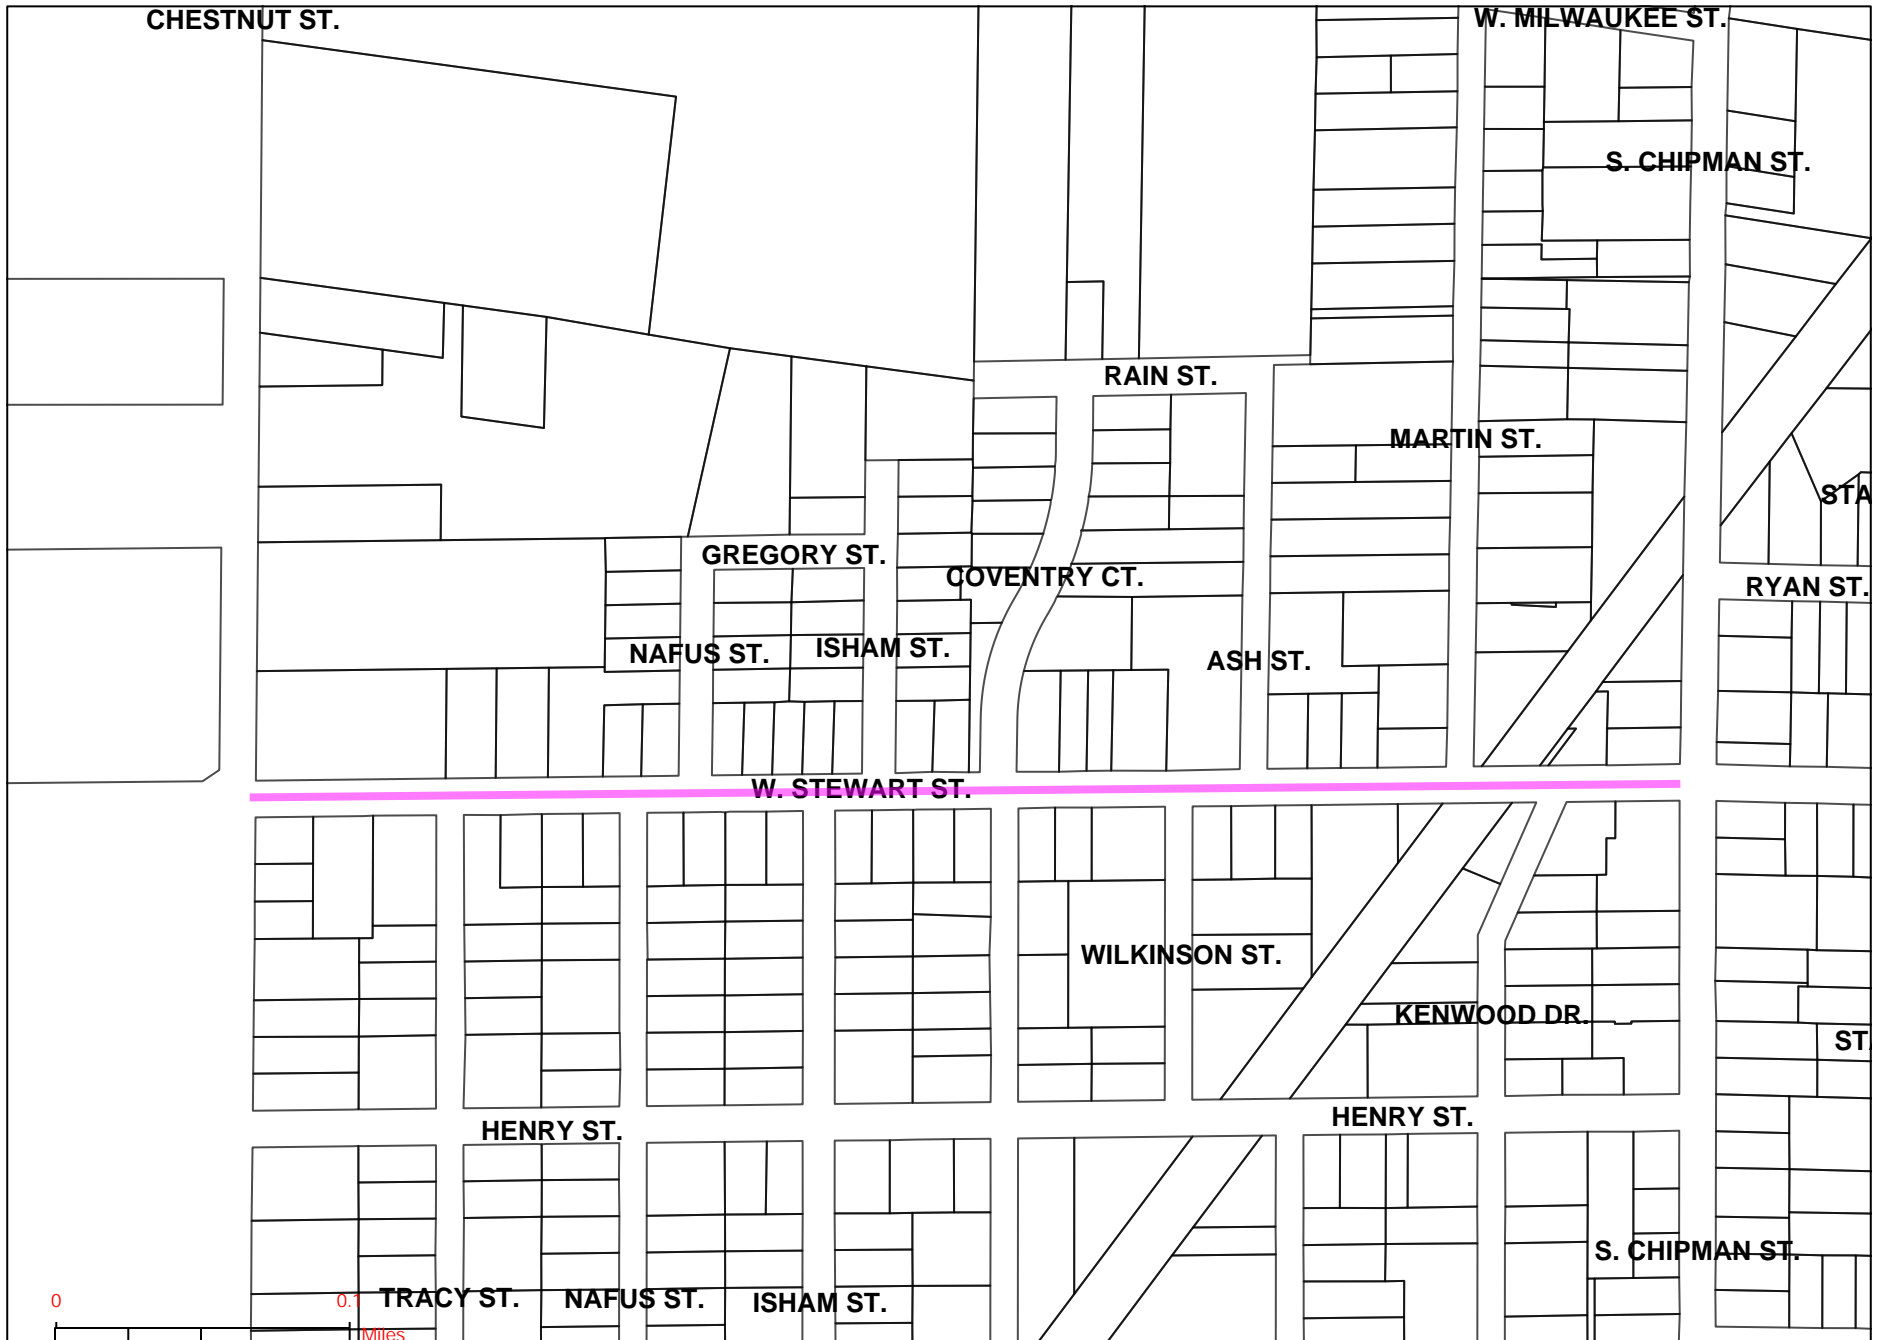 CHESTNUT ST.
W. MILWAUKEE ST.
S. CHIPMAN ST.
RAIN ST.
MARTIN ST.
STA
GREGORY ST.
COVENTRY CT.
RYAN ST.
NAFUS ST.
ISHAM ST.
ASH ST.
W. STEWART ST.
WILKINSON ST.
KENWOOD DR.
ST
HENRY ST.
HENRY ST.
S. CHIPMAN ST.
0
0.1
TRACY ST.
NAFUS ST.
ISHAM ST.
Miles